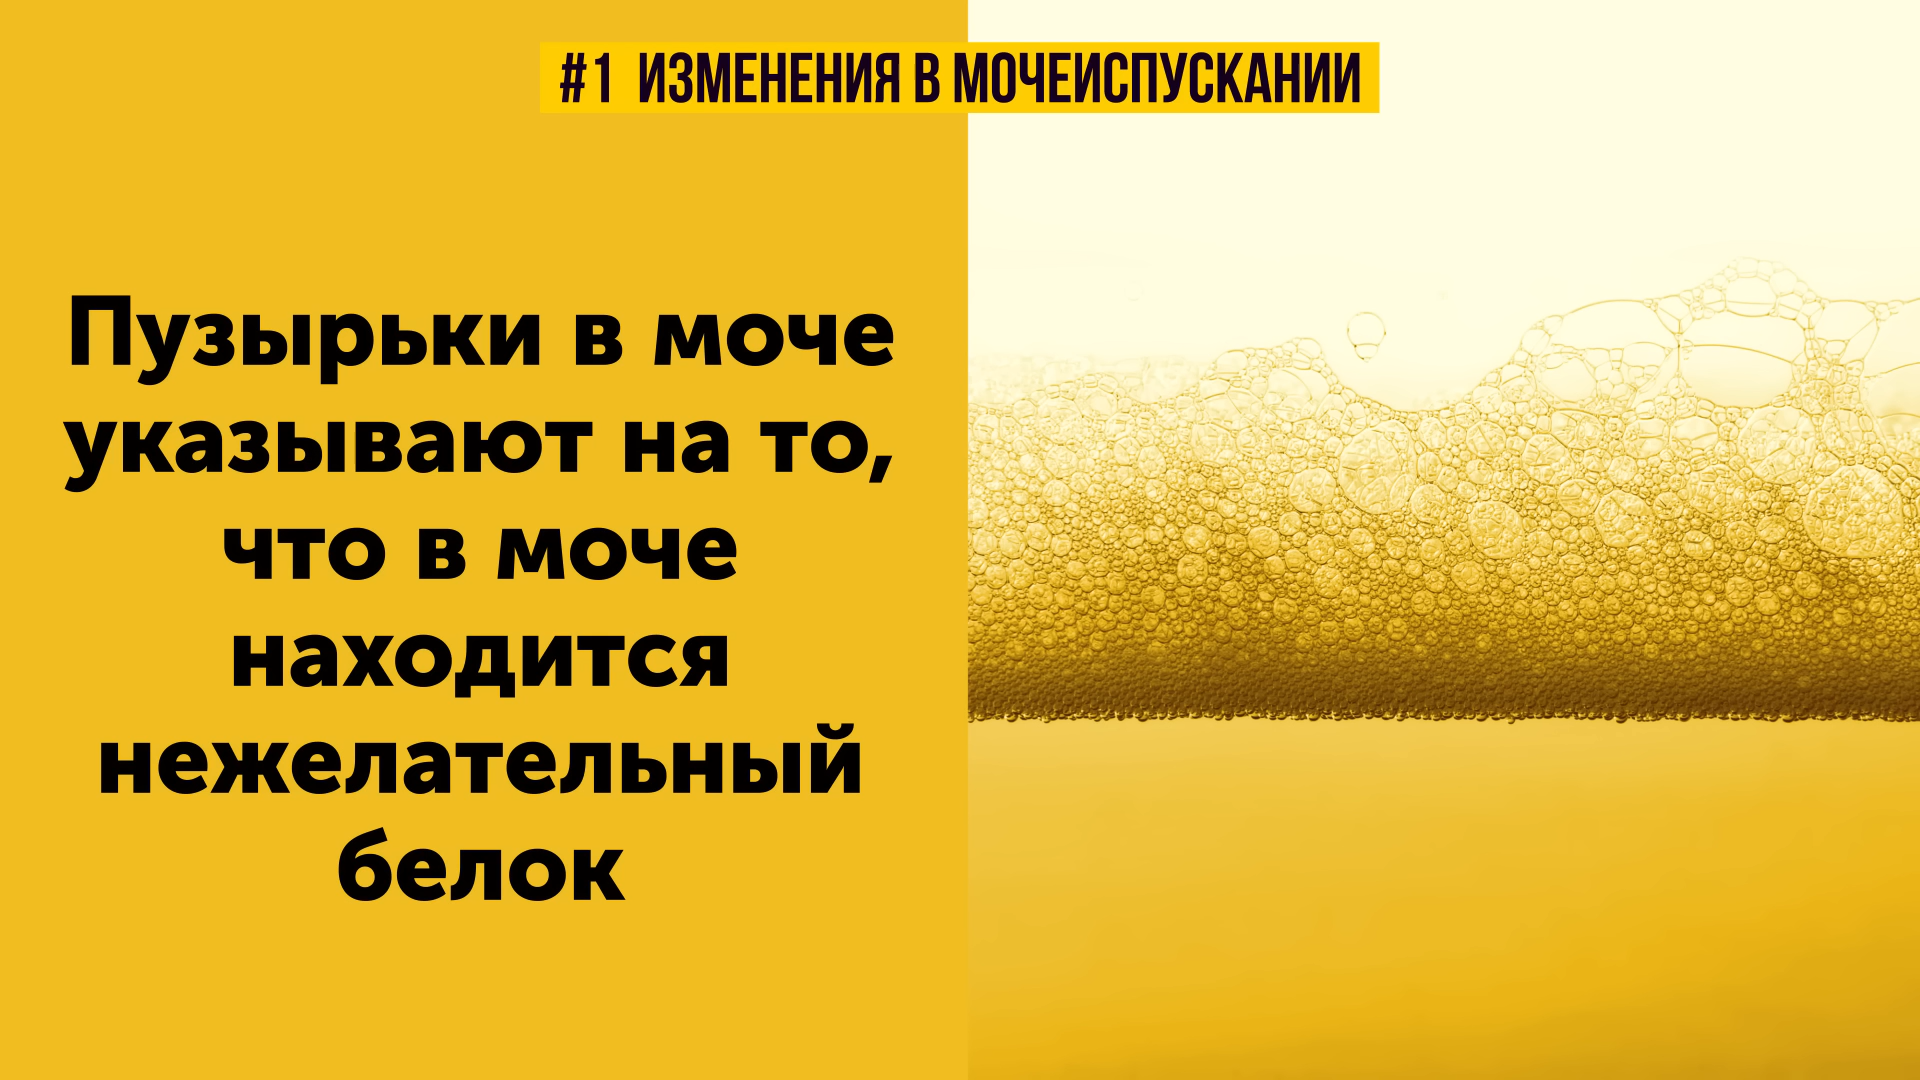 #1 ИЗМЕНЕНИЯ В МОЧЕИСПУСКАНИИ
Пузырьки в моче
указывают на то,
что в моче
находится
нежелательный
белок